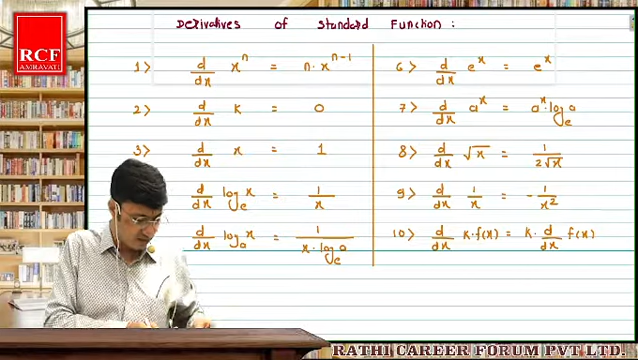 RCF
AMRAVATI
Derivatives of Standard Function :
1> d/dx x^n = n·x^(n-1)
2> d/dx k = 0
3> d/dx x = 1
d/dx log_e x = 1/x
d/dx log_a x = 1/(x·log_e a)
6> d/dx e^x = e^x
7> d/dx a^x = a^x·log_e a
8> d/dx √x = 1/(2√x)
9> d/dx 1/x = -1/x²
10> d/dx k·f(x) = k·d/dx f(x)
RATHI CAREER FORUM PVT LTD.